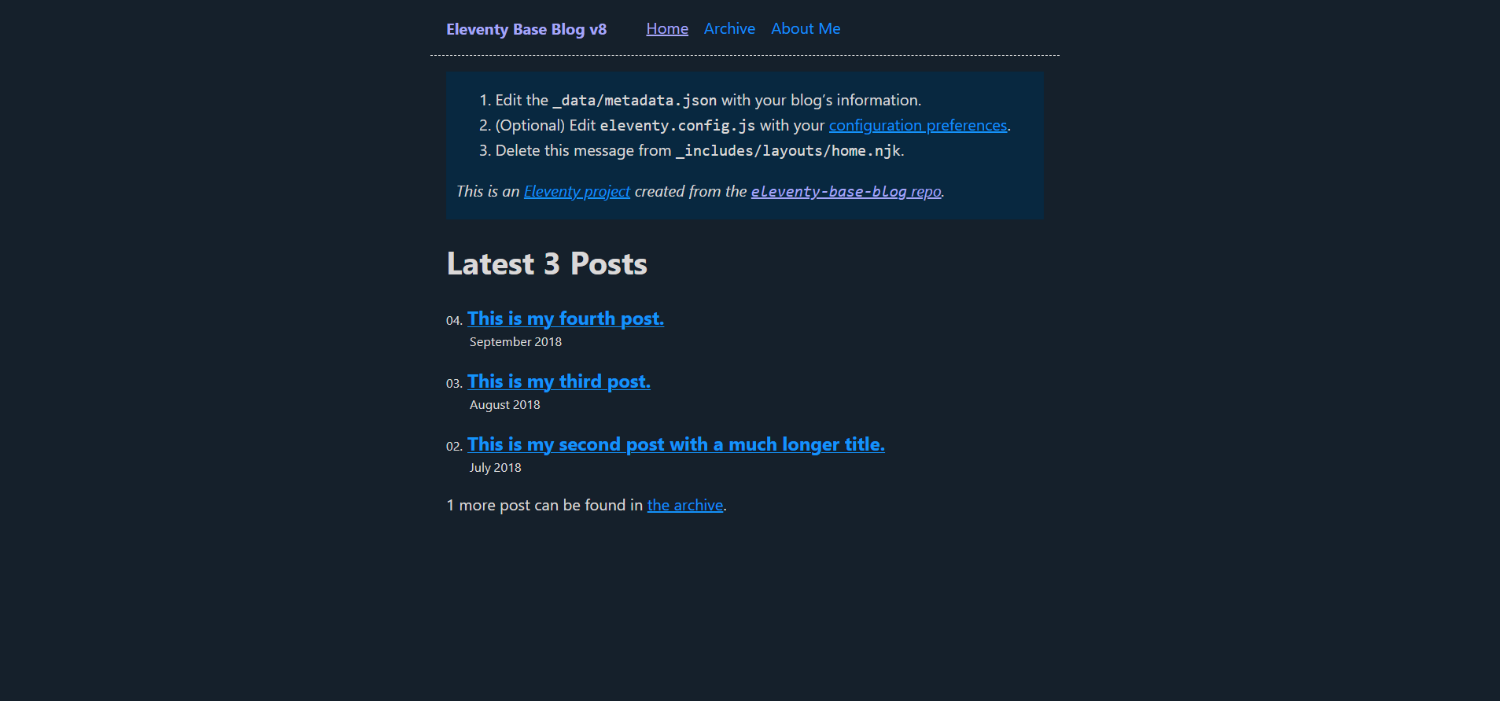 Eleventy Base Blog v8 Home Archive About Me
1. Edit the _data/metadata.json with your blog’s information.
2. (Optional) Edit eleventy.config.js with your configuration preferences.
3. Delete this message from _includes/layouts/home.njk.
This is an Eleventy project created from the eleventy-base-blog repo.
Latest 3 Posts
04. This is my fourth post.
September 2018
03. This is my third post.
August 2018
02. This is my second post with a much longer title.
July 2018
1 more post can be found in the archive.